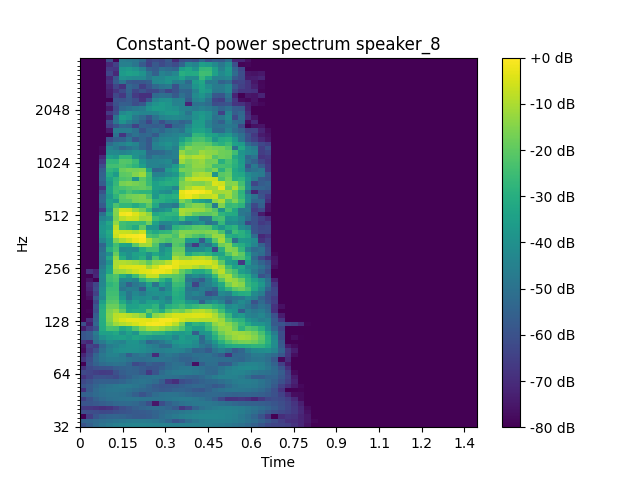 Constant-Q power spectrum speaker_8
Hz
2048
1024
512
256
128
64
32
0 0.15 0.3 0.45 0.6 0.75 0.9 1.1 1.2 1.4
Time
+0 dB
-10 dB
-20 dB
-30 dB
-40 dB
-50 dB
-60 dB
-70 dB
-80 dB